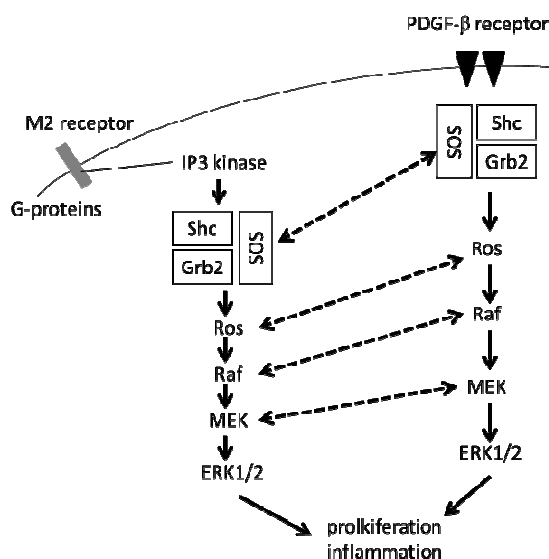 PDGF-β receptor
M2 receptor
IP3 kinase
G-proteins
SOS
Shc
Grb2
Shc
Grb2
SOS
Ros
Raf
MEK
ERK1/2
Ros
Raf
MEK
ERK1/2
prolkiferation
inflammation